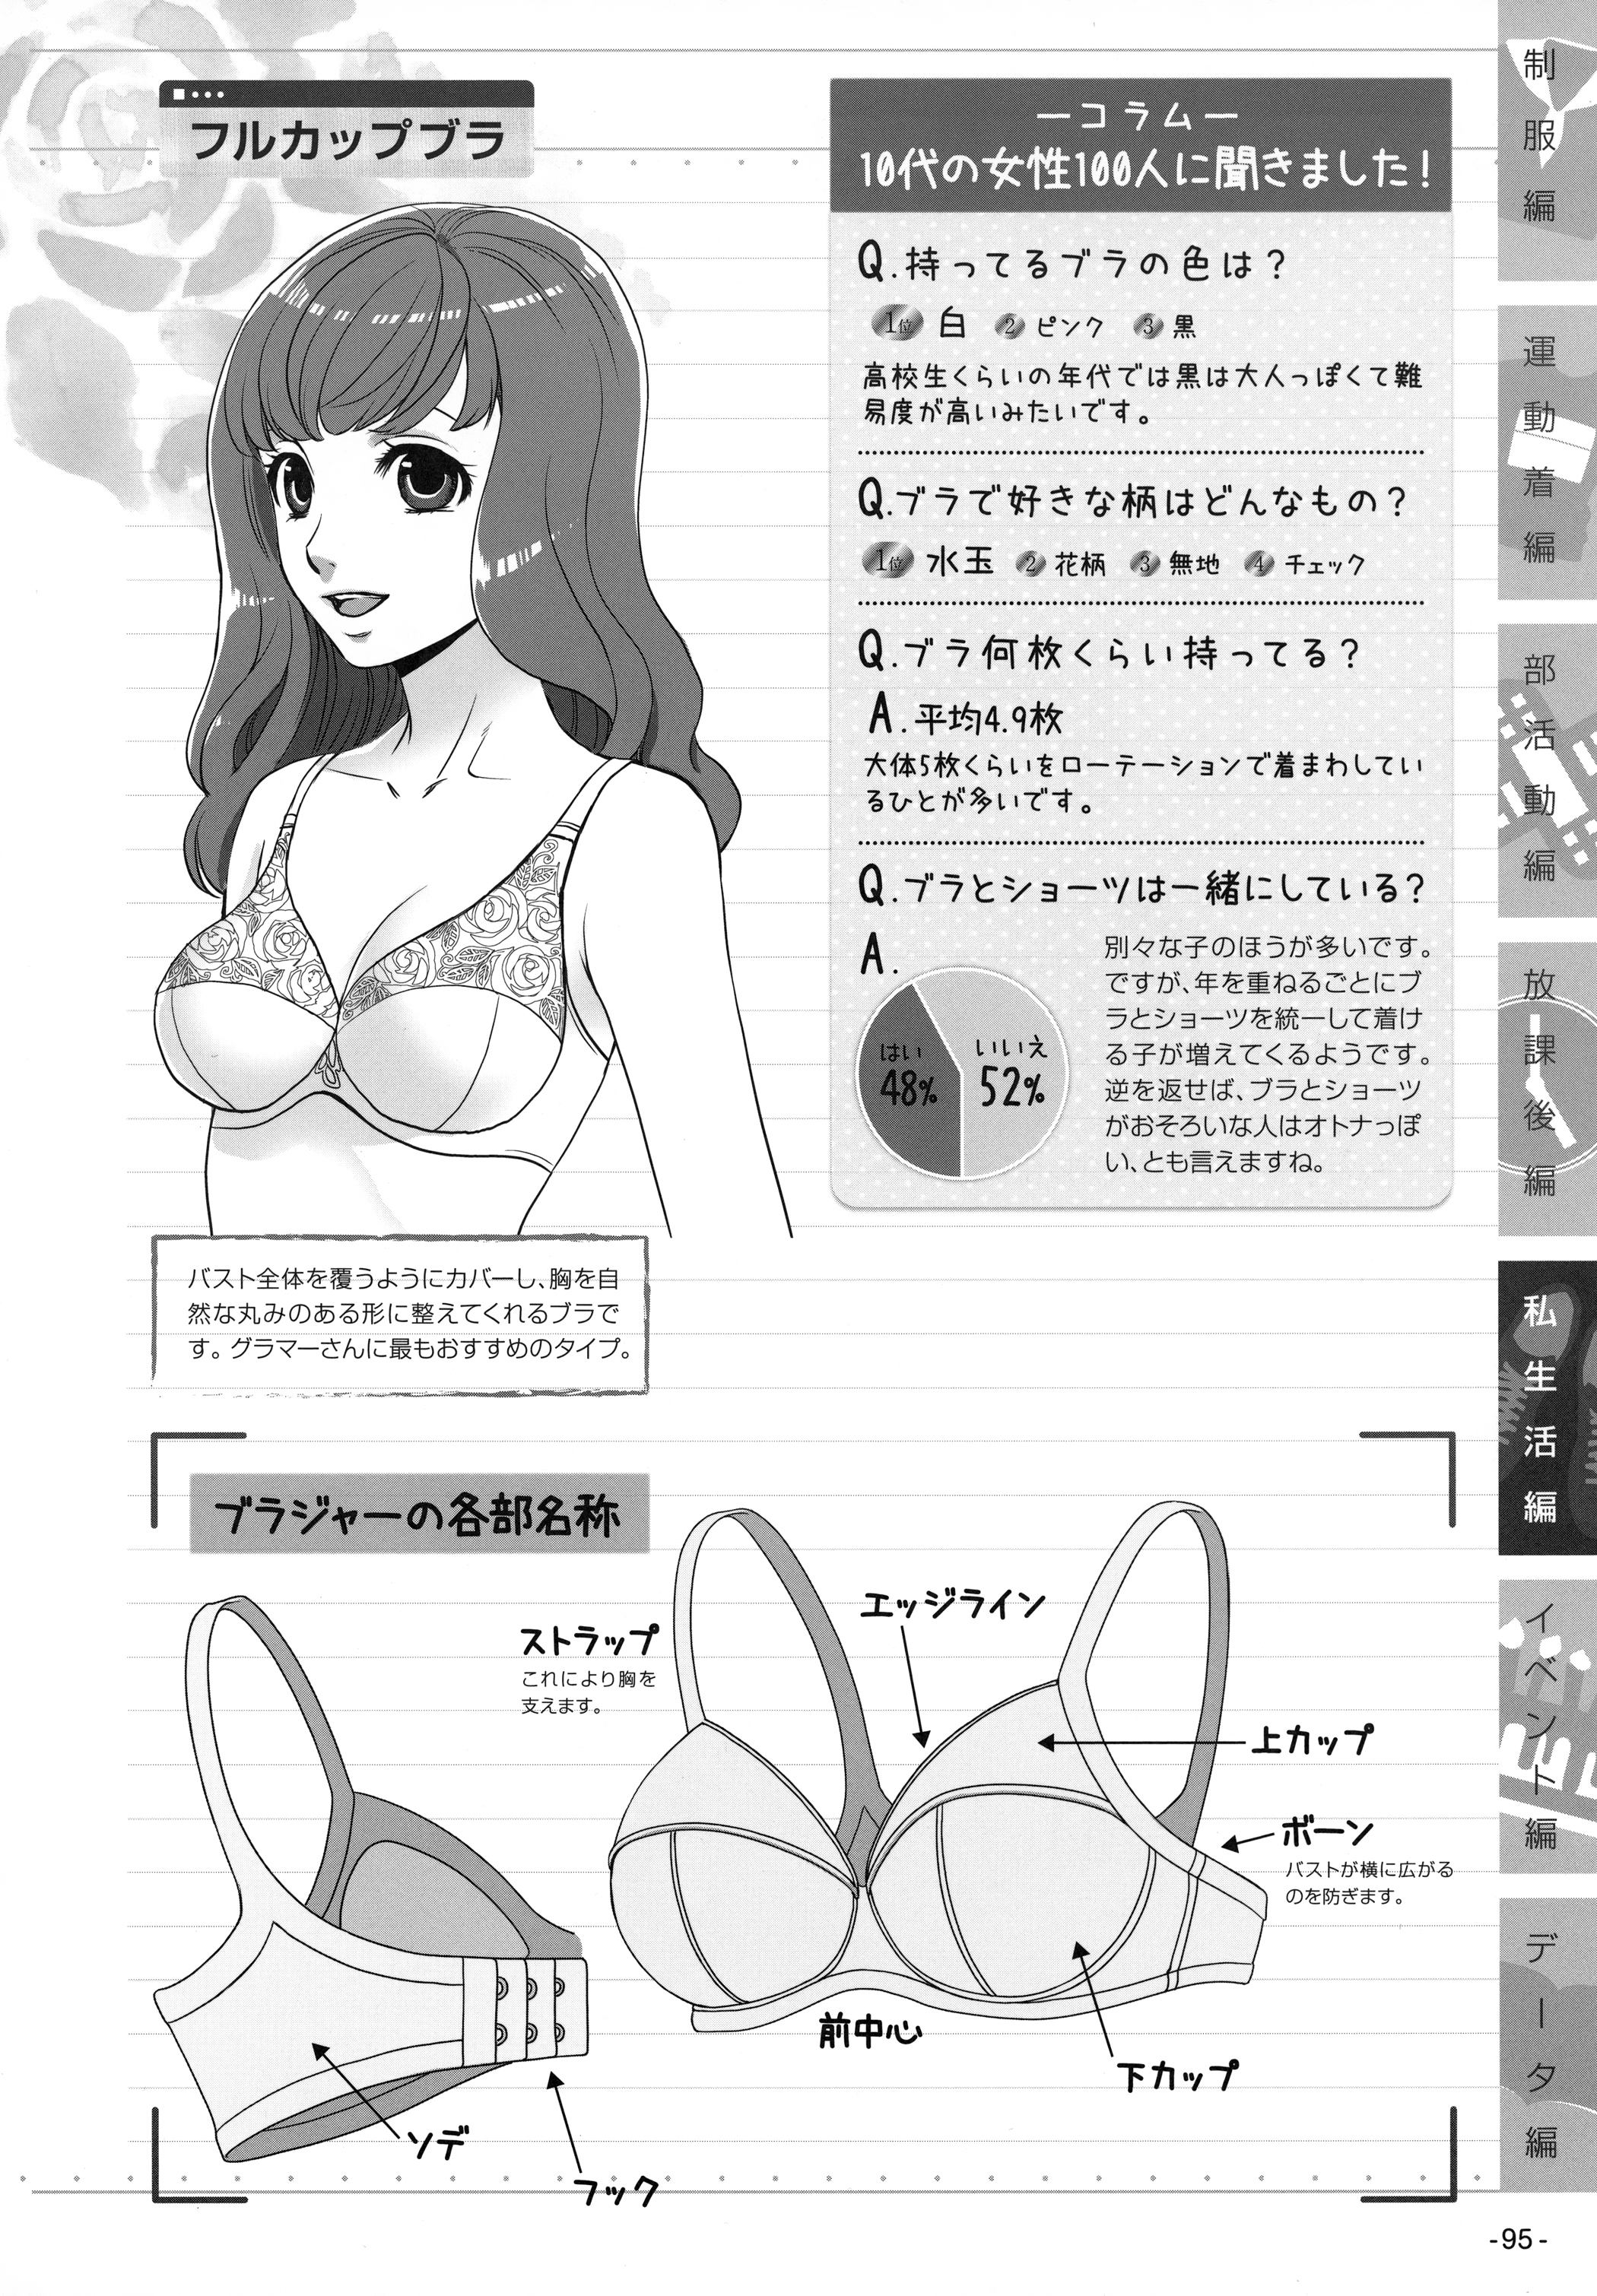 フルカップブラ
バスト全体を覆うようにカバーし、胸を自
然な丸みのある形に整えてくれるブラで
す。グラマーさんに最もおすすめのタイプ。
ーコラムー
10代の女性100人に聞きました!
Q.持ってるブラの色は?
1位 白 2 ピンク 3 黒
高校生くらいの年代では黒は大人っぽくて難
易度が高いみたいです。
Q.ブラで好きな柄はどんなもの?
1位 水玉 2 花柄 3 無地 4 チェック
Q.ブラ何枚くらい持ってる?
A.平均4.9枚
大体5枚くらいをローテーションで着まわしてい
るひとが多いです。
Q.ブラとショーツは一緒にしている?
A.
はい
48%
いいえ
52%
別々な子のほうが多いです。
ですが、年を重ねるごとにブ
ラとショーツを統一して着け
る子が増えてくるようです。
逆を返せば、ブラとショーツ
がおそろいな人はオトナっぽ
い、とも言えますね。
ブラジャーの各部名称
ストラップ
これにより胸を
支えます。
エッジライン
上カップ
ボーン
バストが横に広がる
のを防ぎます。
前中心
下カップ
ソデ
フック
制服編
運動着編
部活動編
放課後編
私生活編
イベント編
データ編
-95-